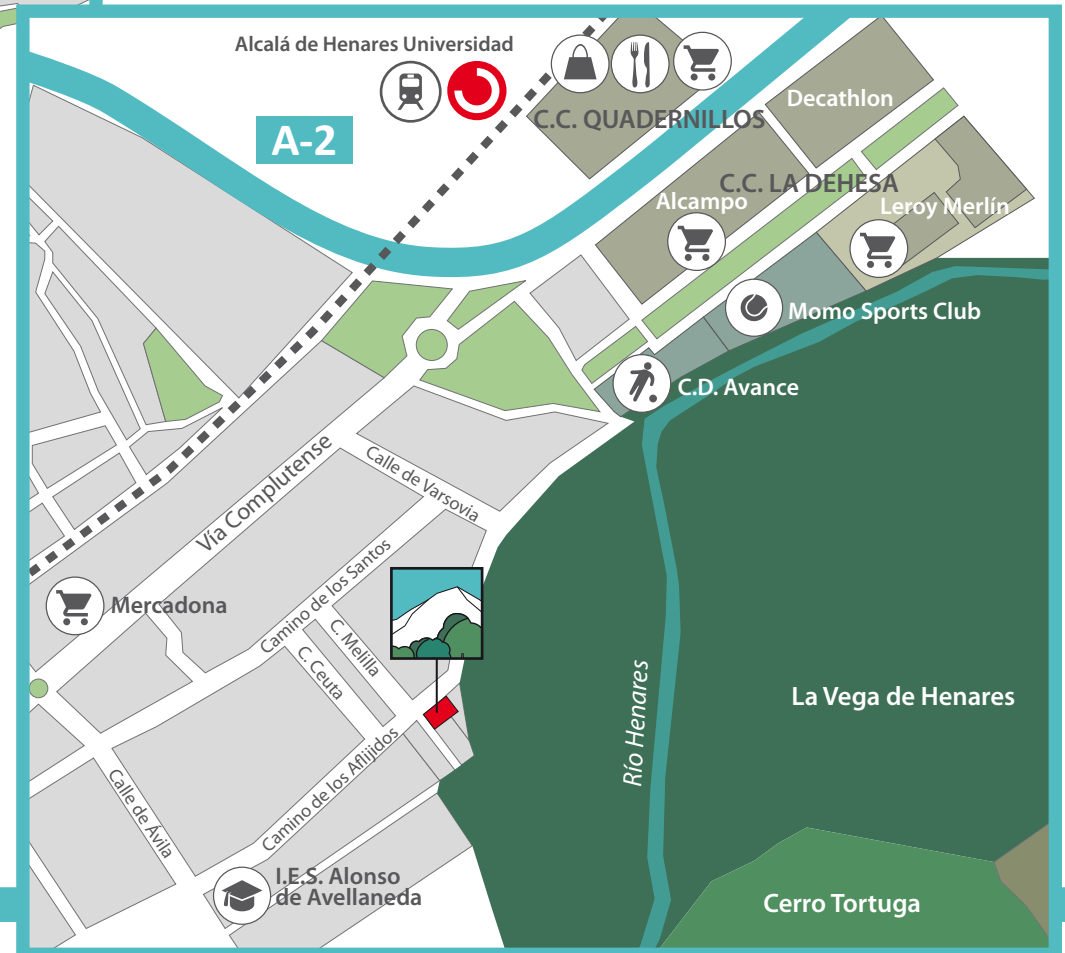 Alcalá de Henares Universidad
A-2
C.C. QUADERNILLOS
Decathlon
C.C. LA DEHESA
Alcampo
Leroy Merlín
Momo Sports Club
C.D. Avance
Vía Complutense
Calle de Varsovia
Camino de los Santos
Mercadona
C. Melilla
C. Ceuta
La Vega de Henares
Río Henares
Camino de los Aflijidos
Calle de Ávila
I.E.S. Alonso
de Avellaneda
Cerro Tortuga